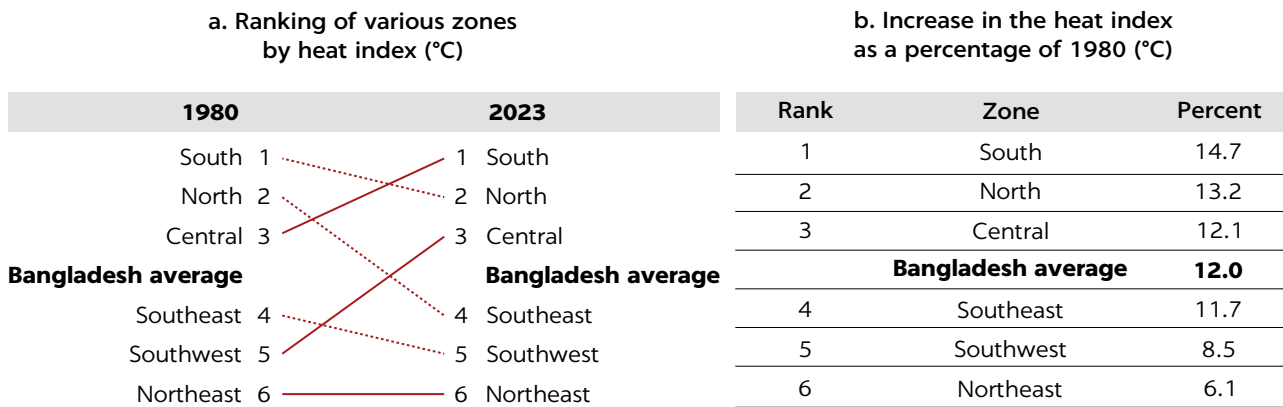 a. Ranking of various zones
by heat index (°C)
1980 2023
South 1 1 South
North 2 2 North
Central 3 3 Central
Bangladesh average Bangladesh average
Southeast 4 4 Southeast
Southwest 5 5 Southwest
Northeast 6 6 Northeast
b. Increase in the heat index
as a percentage of 1980 (°C)
Rank Zone Percent
1 South 14.7
2 North 13.2
3 Central 12.1
Bangladesh average 12.0
4 Southeast 11.7
5 Southwest 8.5
6 Northeast 6.1